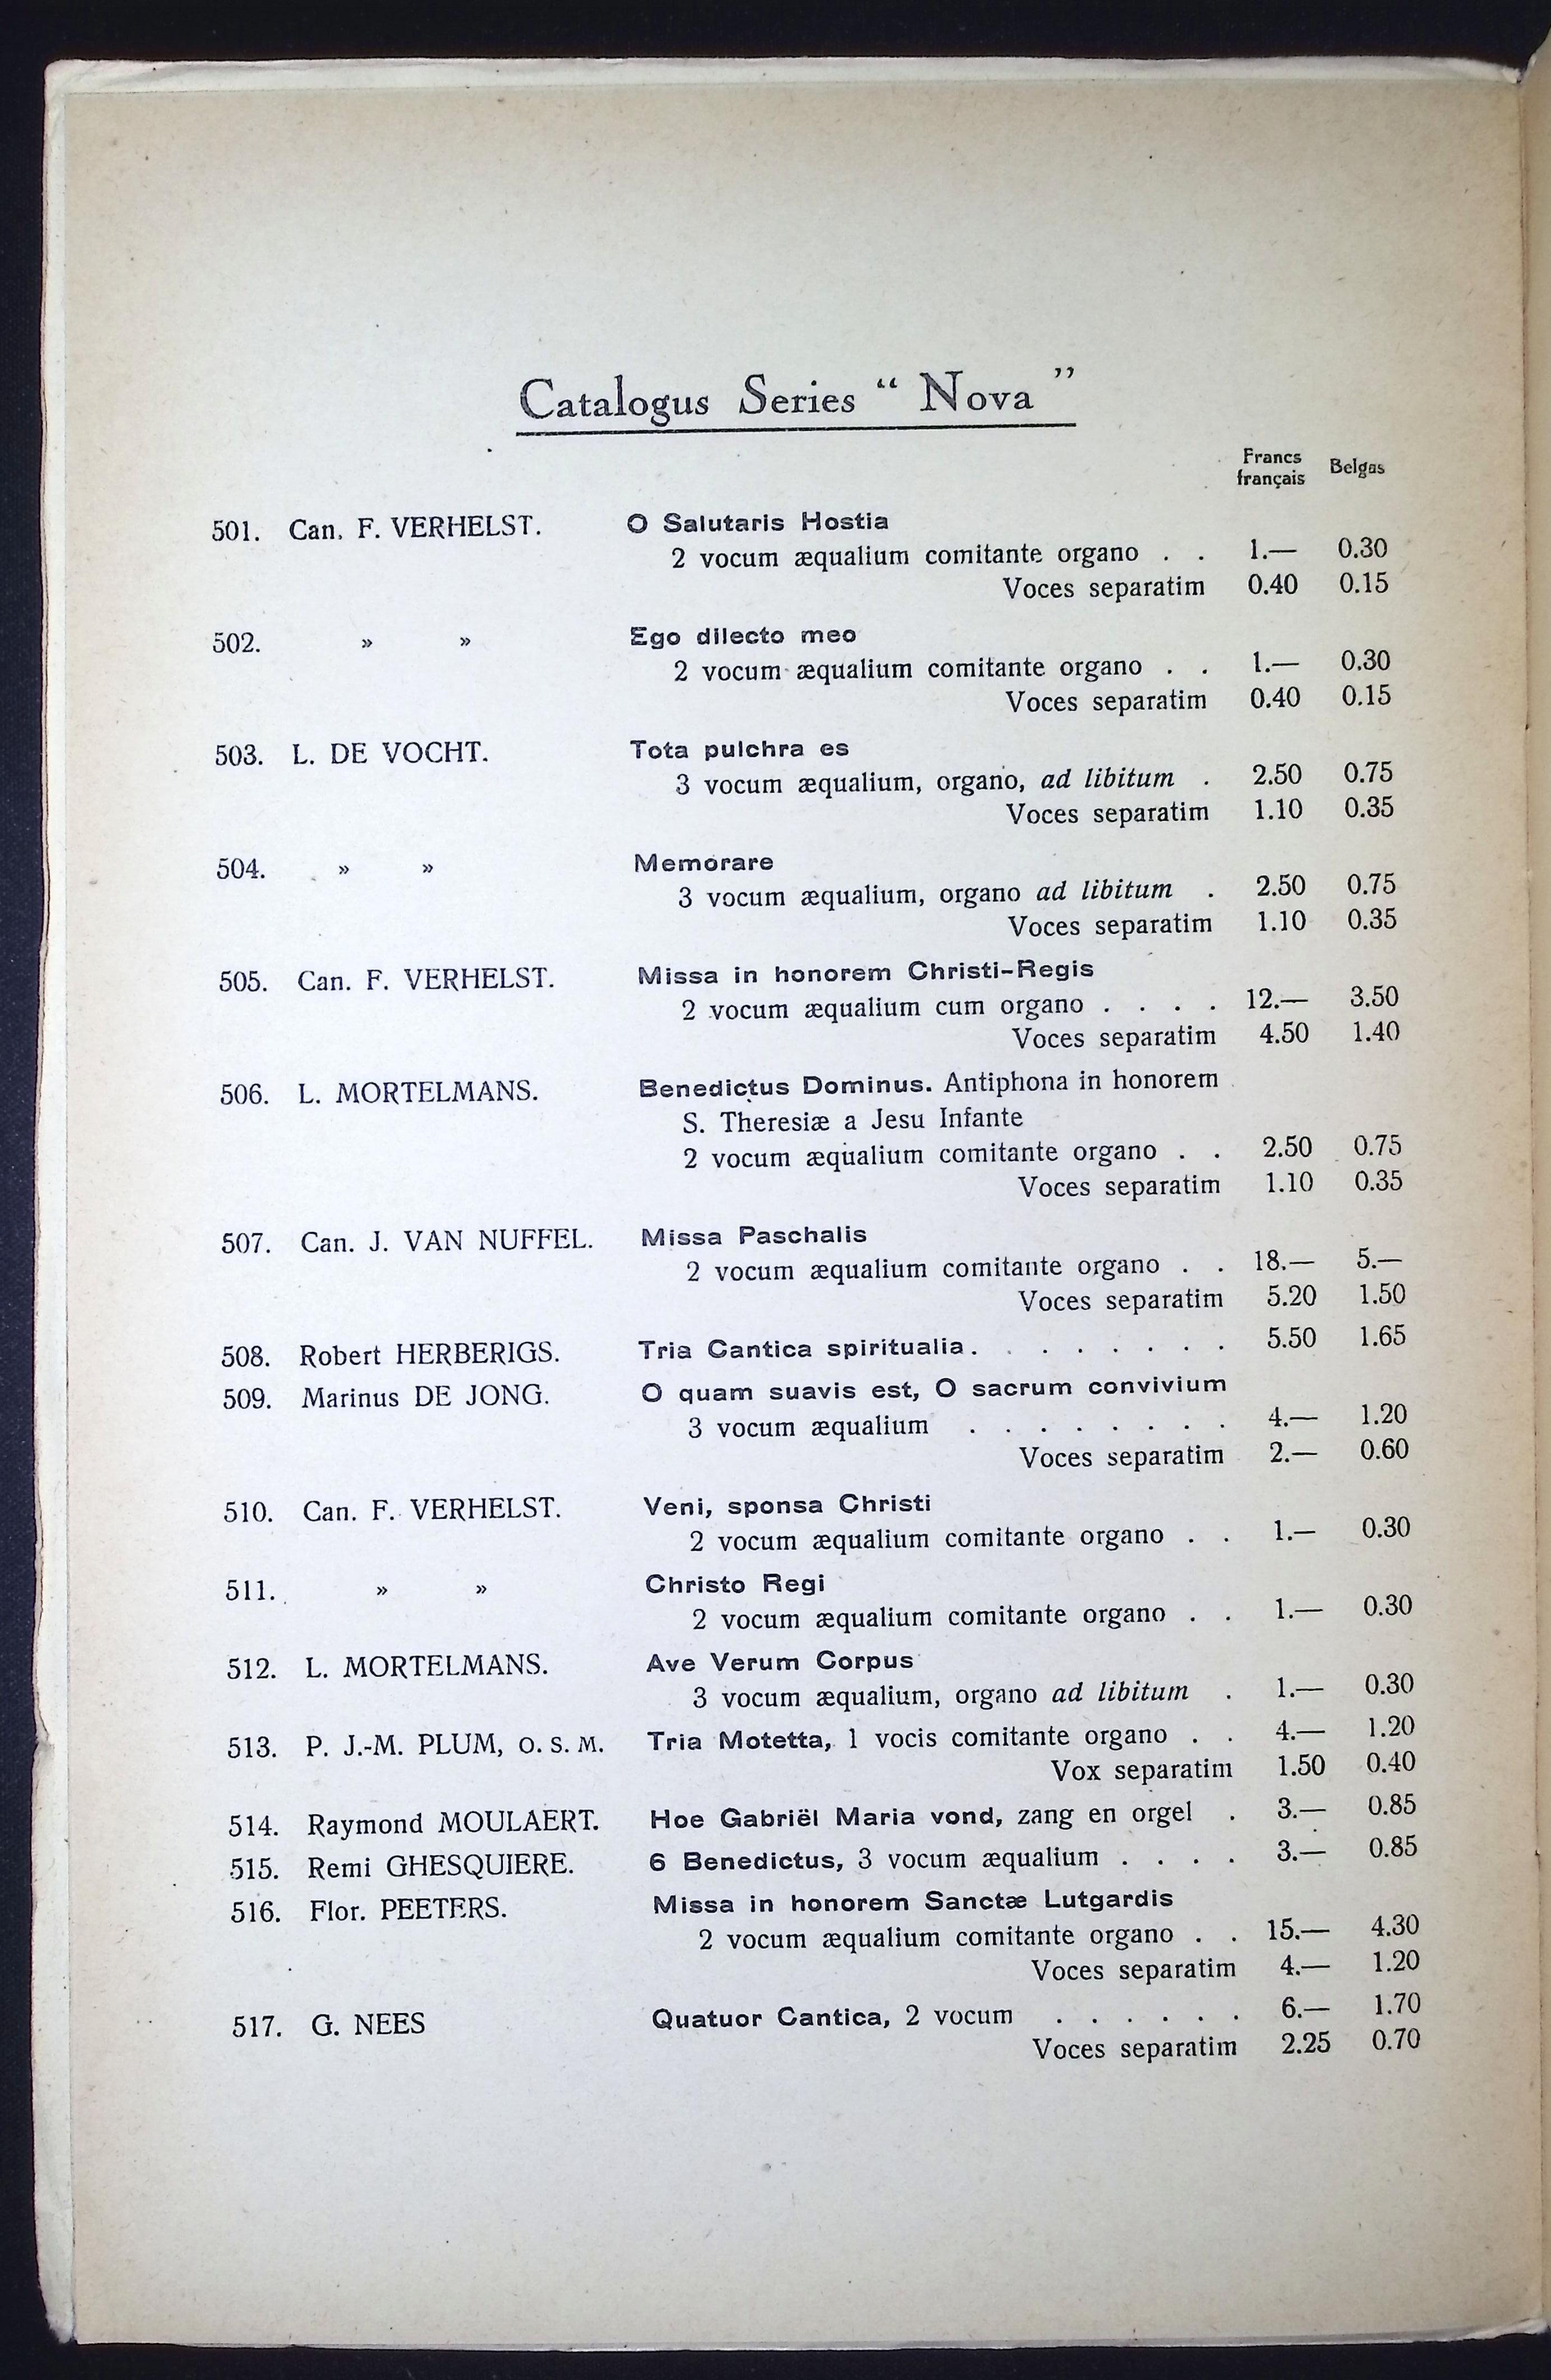 Catalogus Series “ Nova ”
Francs français Belgas
501. Can. F. VERHELST. O Salutaris Hostia
2 vocum æqualium comitante organo . . 1.— 0.30
Voces separatim 0.40 0.15
502. » » Ego dilecto meo
2 vocum æqualium comitante organo . . 1.— 0.30
Voces separatim 0.40 0.15
503. L. DE VOCHT. Tota pulchra es
3 vocum æqualium, organo, ad libitum . 2.50 0.75
Voces separatim 1.10 0.35
504. » » Memorare
3 vocum æqualium, organo ad libitum . 2.50 0.75
Voces separatim 1.10 0.35
505. Can. F. VERHELST. Missa in honorem Christi-Regis
2 vocum æqualium cum organo . . . . 12.— 3.50
Voces separatim 4.50 1.40
506. L. MORTELMANS. Benedictus Dominus. Antiphona in honorem
S. Theresiæ a Jesu Infante
2 vocum æqualium comitante organo . . 2.50 0.75
Voces separatim 1.10 0.35
507. Can. J. VAN NUFFEL. Missa Paschalis
2 vocum æqualium comitante organo . . 18.— 5.—
Voces separatim 5.20 1.50
508. Robert HERBERIGS. Tria Cantica spiritualia. . . . . . . . 5.50 1.65
509. Marinus DE JONG. O quam suavis est, O sacrum convivium
3 vocum æqualium . . . . . . . . 4.— 1.20
Voces separatim 2.— 0.60
510. Can. F. VERHELST. Veni, sponsa Christi
2 vocum æqualium comitante organo . . 1.— 0.30
511. » » Christo Regi
2 vocum æqualium comitante organo . . 1.— 0.30
512. L. MORTELMANS. Ave Verum Corpus
3 vocum æqualium, organo ad libitum . 1.— 0.30
513. P. J.-M. PLUM, O. S. M. Tria Motetta, 1 vocis comitante organo . . 4.— 1.20
Vox separatim 1.50 0.40
514. Raymond MOULAERT. Hoe Gabriël Maria vond, zang en orgel . 3.— 0.85
515. Remi GHESQUIERE. 6 Benedictus, 3 vocum æqualium . . . . 3.— 0.85
516. Flor. PEETERS. Missa in honorem Sanctæ Lutgardis
2 vocum æqualium comitante organo . . 15.— 4.30
Voces separatim 4.— 1.20
517. G. NEES Quatuor Cantica, 2 vocum . . . . . . 6.— 1.70
Voces separatim 2.25 0.70